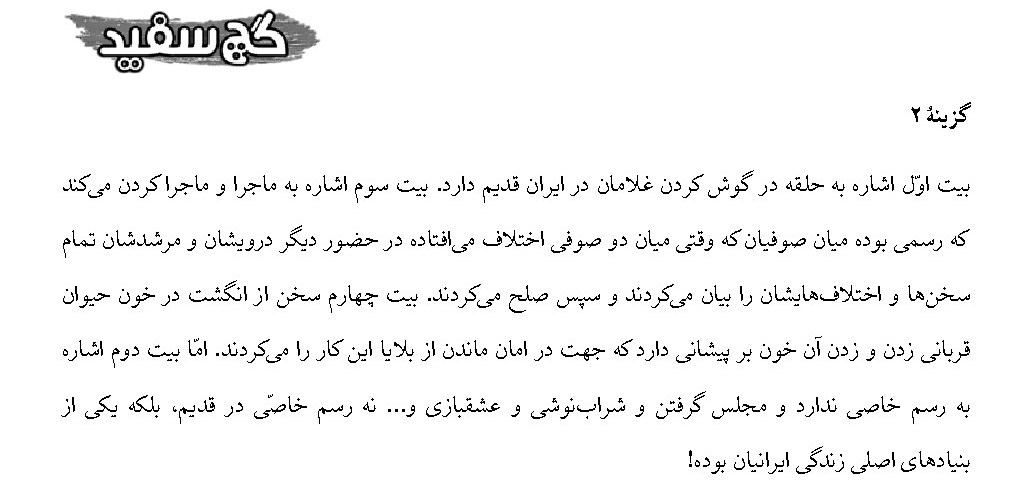 گچ سفید
گزینهٔ ۲
بیت اوّل اشاره به حلقه در گوش کردن غلامان در ایران قدیم دارد. بیت سوم اشاره به ماجرا و ماجرا کردن می‌کند
که رسمی بوده میان صوفیان که وقتی میان دو صوفی اختلاف می‌افتاده در حضور دیگر درویشان و مرشدشان تمام
سخن‌ها و اختلاف‌هایشان را بیان می‌کردند و سپس صلح می‌کردند. بیت چهارم سخن از انگشت در خون حیوان
قربانی زدن و زدن آن خون بر پیشانی دارد که جهت در امان ماندن از بلایا این کار را می‌کردند. امّا بیت دوم اشاره
به رسم خاصی ندارد و مجلس گرفتن و شراب‌نوشی و عشقبازی و... نه رسم خاصّی در قدیم، بلکه یکی از
بنیادهای اصلی زندگی ایرانیان بوده!